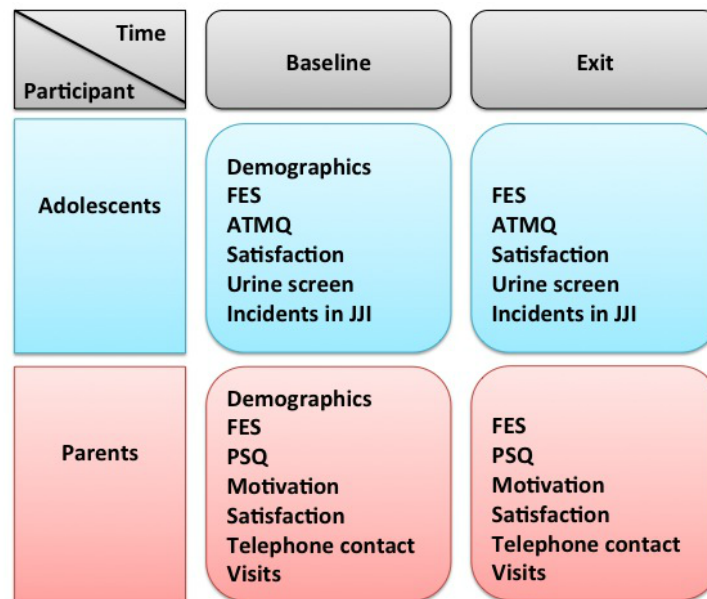 Time
Participant
Baseline
Exit
Adolescents
Demographics
FES
ATMQ
Satisfaction
Urine screen
Incidents in JJI
FES
ATMQ
Satisfaction
Urine screen
Incidents in JJI
Parents
Demographics
FES
PSQ
Motivation
Satisfaction
Telephone contact
Visits
FES
PSQ
Motivation
Satisfaction
Telephone contact
Visits